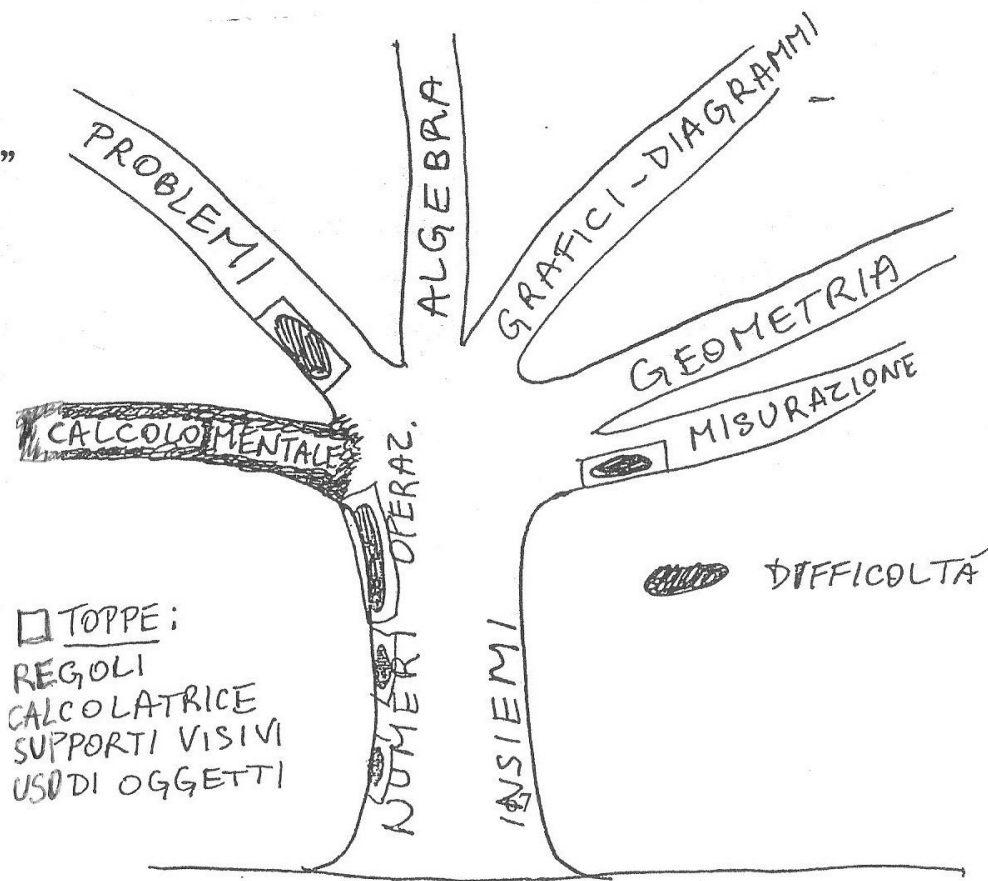 ”
PROBLEMI
ALGEBRA
GRAFICI-DIAGRAMMI
GEOMETRIA
MISURAZIONE
CALCOLO MENTALE
OPERAZ.
NUMERI
INSIEMI
67
DIFFICOLTÀ
TOPPE:
REGOLI
CALCOLATRICE
SUPPORTI VISIVI
USO DI OGGETTI